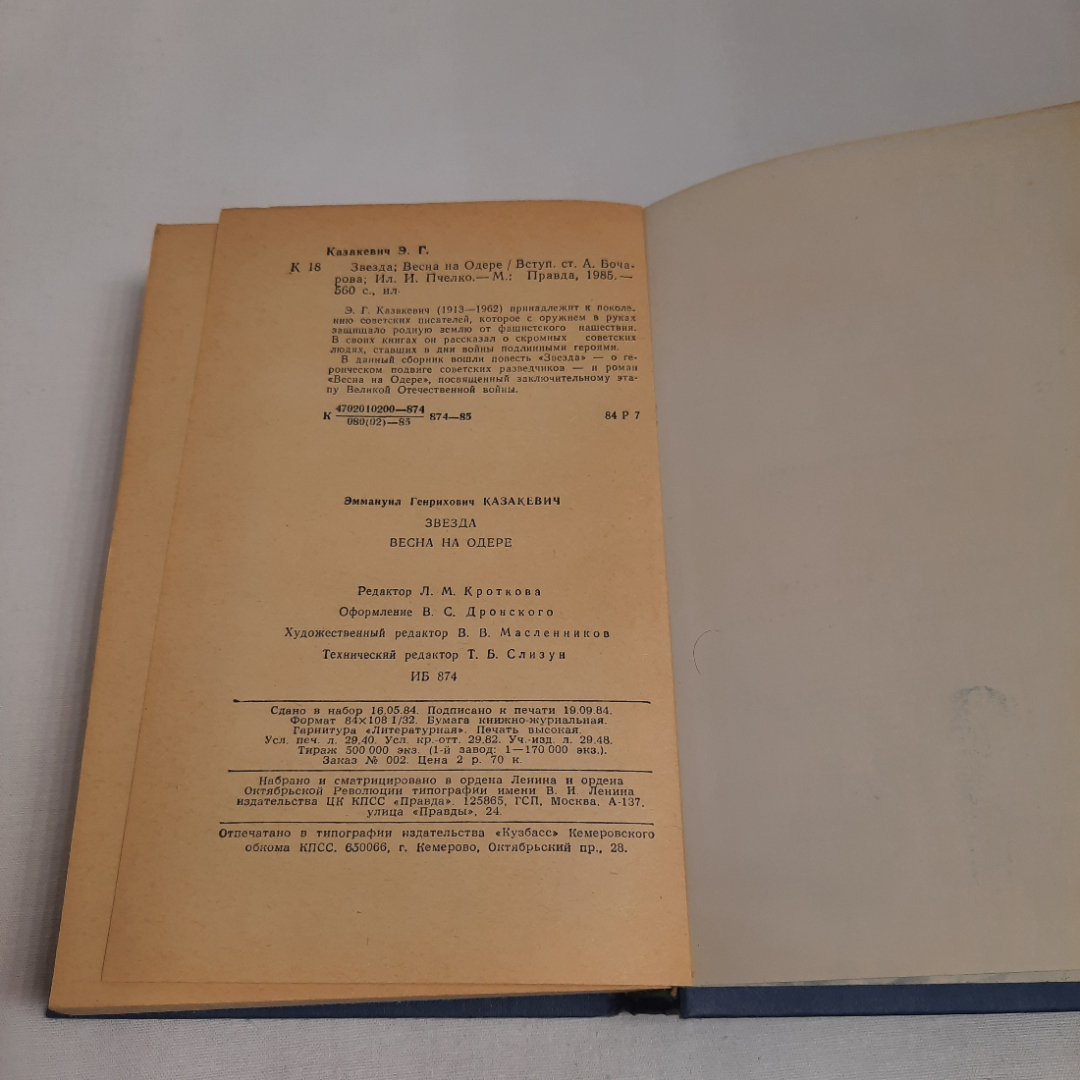 Казакевич Э. Г.
К 18 Звезда; Весна на Одере / Вступ. ст. А. Боча-
рова; Ил. И. Пчелко.— М.: Правда, 1985.—
560 с., ил.
Э. Г. Казакевич (1913—1962) принадлежит к поколе-
нию советских писателей, которое с оружием в руках
защищало родную землю от фашистского нашествия.
В своих книгах он рассказал о скромных советских
людях, ставших в дни войны подлинными героями.
В данный сборник вошли повесть «Звезда» — о ге-
роическом подвиге советских разведчиков — и роман
«Весна на Одере», посвященный заключительному эта-
пу Великой Отечественной войны.
К 4702010200—874 874—85 84 Р 7
080(02)—85
Эммануил Генрихович КАЗАКЕВИЧ
ЗВЕЗДА
ВЕСНА НА ОДЕРЕ
Редактор Л. М. Кроткова
Оформление В. С. Дронского
Художественный редактор В. В. Масленников
Технический редактор Т. Б. Слизун
ИБ 874
Сдано в набор 16.05.84. Подписано к печати 19.09.84.
Формат 84×108 1/32. Бумага книжно-журнальная.
Гарнитура «Литературная». Печать высокая.
Усл. печ. л. 29,40. Усл. кр.-отт. 29,82. Уч.-изд. л. 29,48.
Тираж 500 000 экз. (1-й завод: 1—170 000 экз.).
Заказ № 002. Цена 2 р. 70 к.
Набрано и сматрицировано в ордена Ленина и ордена
Октябрьской Революции типографии имени В. И. Ленина
издательства ЦК КПСС «Правда». 125865, ГСП, Москва, А-137,
улица «Правды», 24.
Отпечатано в типографии издательства «Кузбасс» Кемеровского
обкома КПСС. 650066, г. Кемерово, Октябрьский пр., 28.